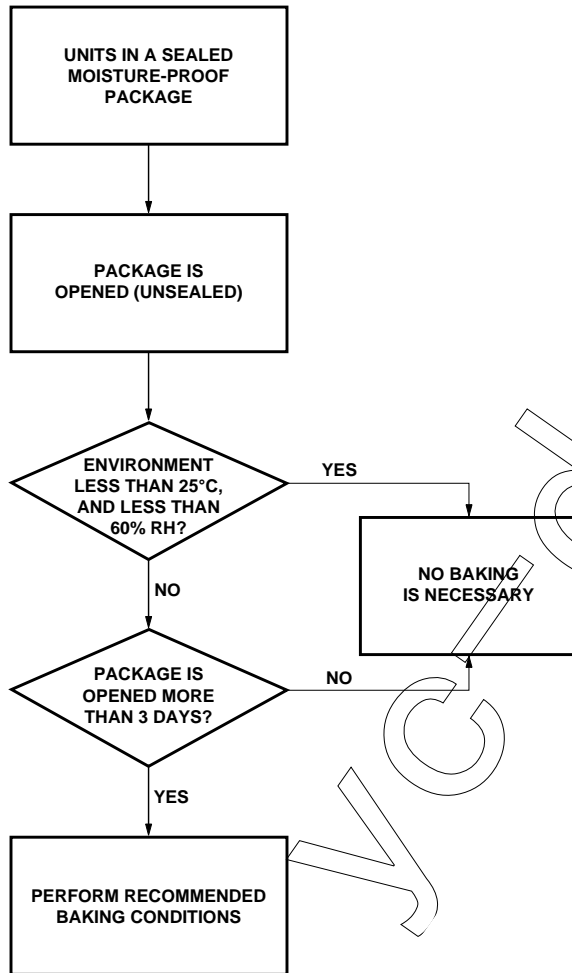 UNITS IN A SEALED
MOISTURE-PROOF
PACKAGE
PACKAGE IS
OPENED (UNSEALED)
ENVIRONMENT
LESS THAN 25°C,
AND LESS THAN
60% RH?
YES
NO BAKING
IS NECESSARY
NO
PACKAGE IS
OPENED MORE
THAN 3 DAYS?
NO
YES
PERFORM RECOMMENDED
BAKING CONDITIONS